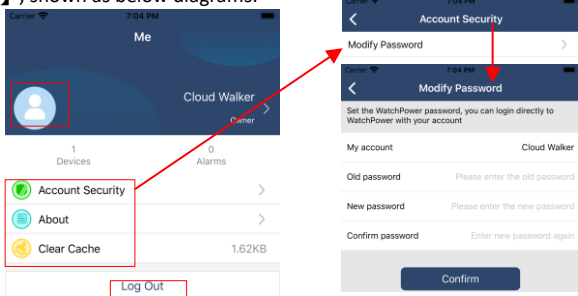 】, shown as below diagrams:
Carrier 7:04 PM
Me
Cloud Walker
Owner
1
Devices
0
Alarms
Account Security
About
Clear Cache 1.62KB
Log Out
Carrier 7:04 PM
Account Security
Modify Password
Carrier 7:04 PM
Modify Password
Set the WatchPower password, you can login directly to
WatchPower with your account
My account Cloud Walker
Old password Please enter the old password
New password Please enter the new password
Confirm password Enter new password again
Confirm